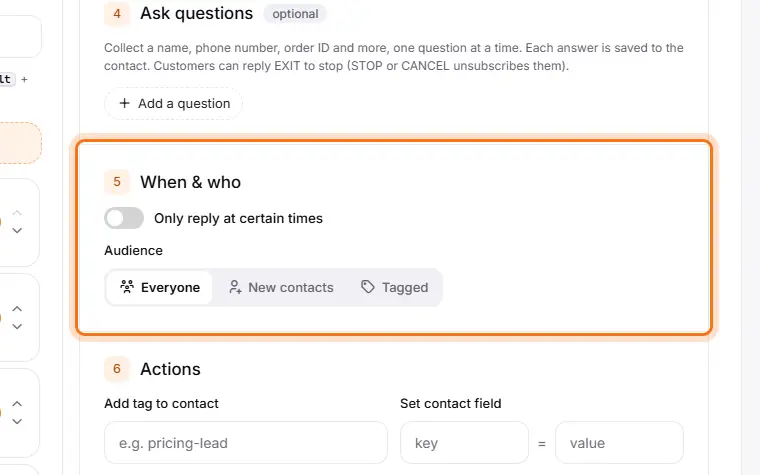 4 Ask questions optional
Collect a name, phone number, order ID and more, one question at a time. Each answer is saved to the
contact. Customers can reply EXIT to stop (STOP or CANCEL unsubscribes them).
+ Add a question
lt +
5 When & who
Only reply at certain times
Audience
Everyone New contacts Tagged
6 Actions
Add tag to contact Set contact field
e.g. pricing-lead key = value